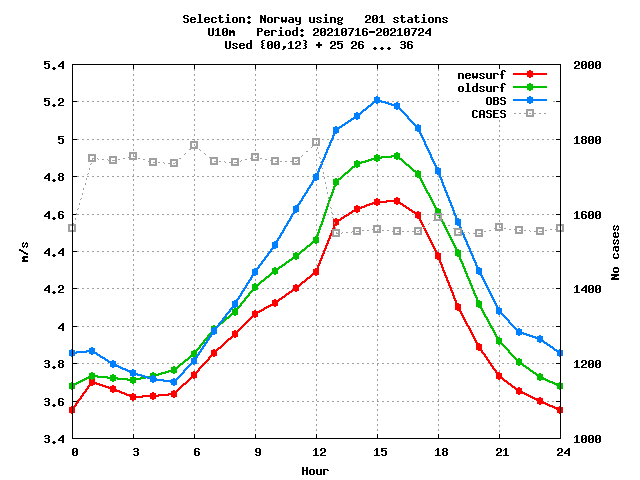 Selection: Norway using   201 stations
U10m   Period: 20210716-20210724
Used {00,12} + 25 26 ... 36
5.4
5.2
5
4.8
4.6
4.4
4.2
4
3.8
3.6
3.4
m/s
newsurf
oldsurf
OBS
CASES
2000
1800
1600
1400
1200
1000
No cases
0 3 6 9 12 15 18 21 24
Hour